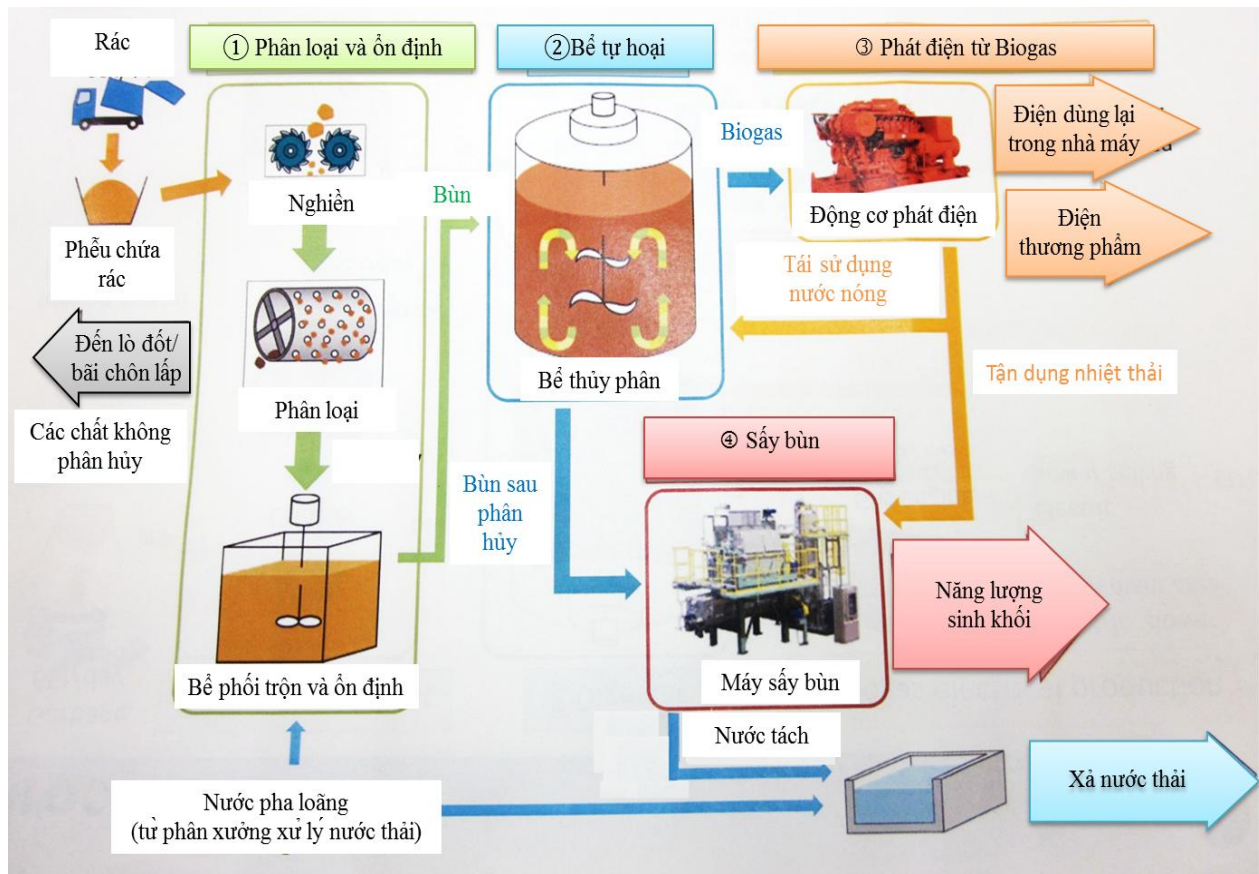 Rác
① Phân loại và ổn định
②Bể tự hoại
③ Phát điện từ Biogas
Nghiền
Phễu chứa
rác
Bùn
Biogas
Động cơ phát điện
Điện dùng lại
trong nhà máy
Điện
thương phẩm
Tái sử dụng
nước nóng
Đến lò đốt/
bãi chôn lấp
Các chất không
phân hủy
Phân loại
Bể thủy phân
Tận dụng nhiệt thải
④ Sấy bùn
Bùn sau
phân
hủy
Bể phối trộn và ổn định
Máy sấy bùn
Năng lượng
sinh khối
Nước tách
Nước pha loãng
(từ phân xưởng xử lý nước thải)
Xả nước thải